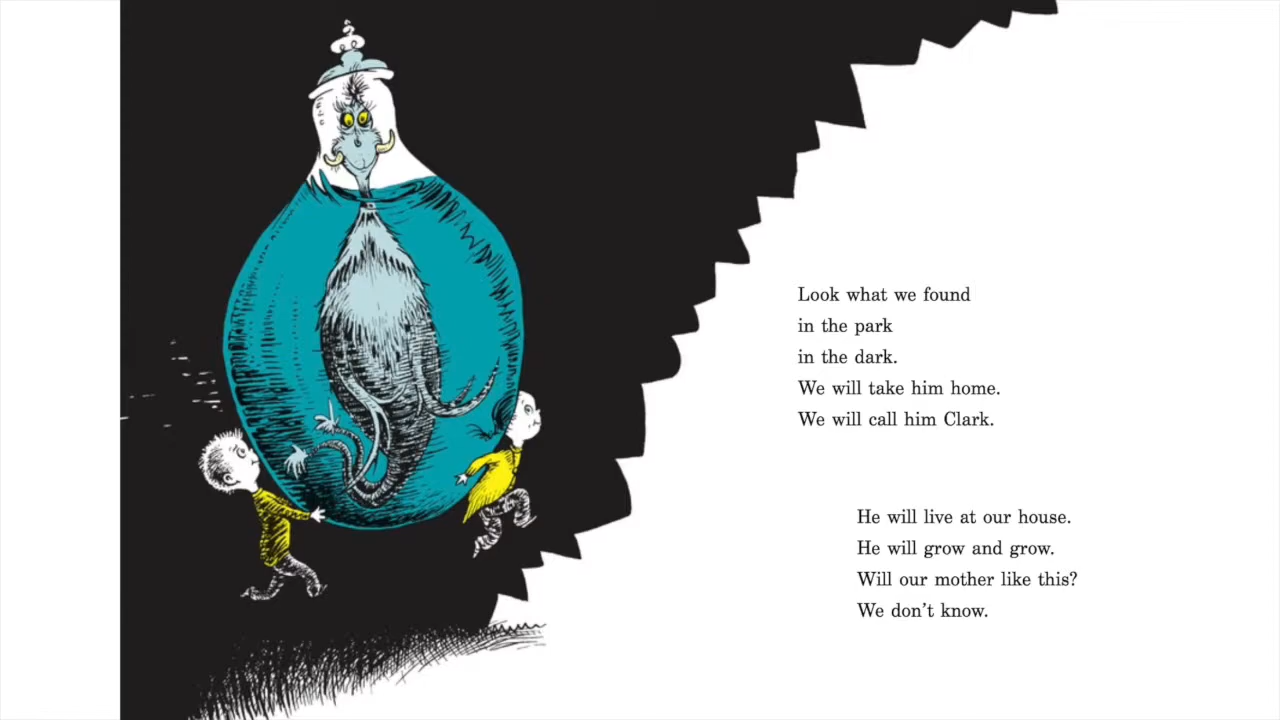 Look what we found
in the park
in the dark.
We will take him home.
We will call him Clark.
He will live at our house.
He will grow and grow.
Will our mother like this?
We don't know.